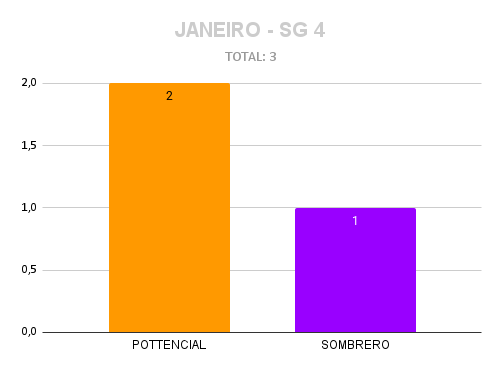 JANEIRO - SG 4
TOTAL: 3
2,0
2
1,5
1,0
1
0,5
0,0
POTTENCIAL
SOMBRERO